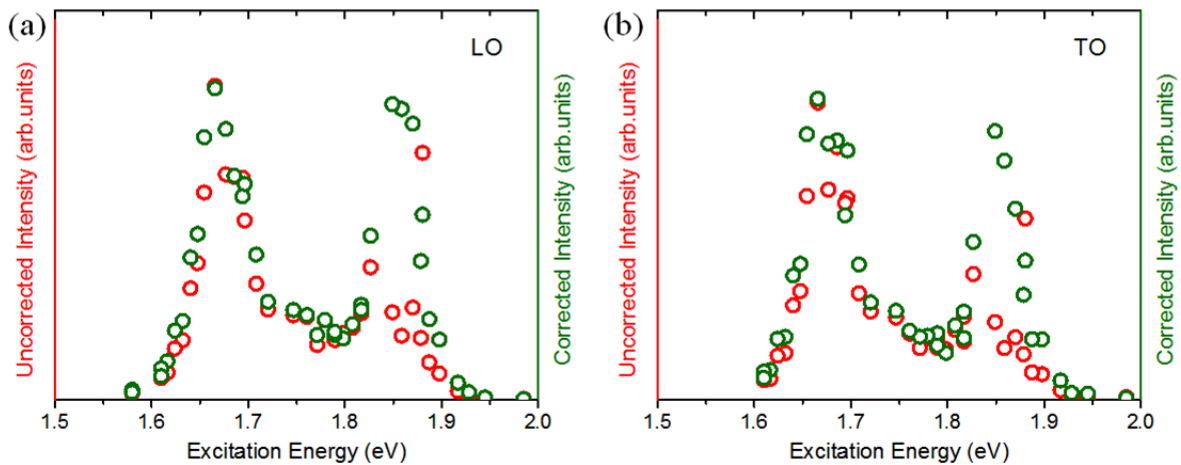 (a)
LO
Uncorrected Intensity (arb.units)
Corrected Intensity (arb.units)
1.5 1.6 1.7 1.8 1.9 2.0
Excitation Energy (eV)
(b)
TO
Uncorrected Intensity (arb.units)
Corrected Intensity (arb.units)
1.5 1.6 1.7 1.8 1.9 2.0
Excitation Energy (eV)